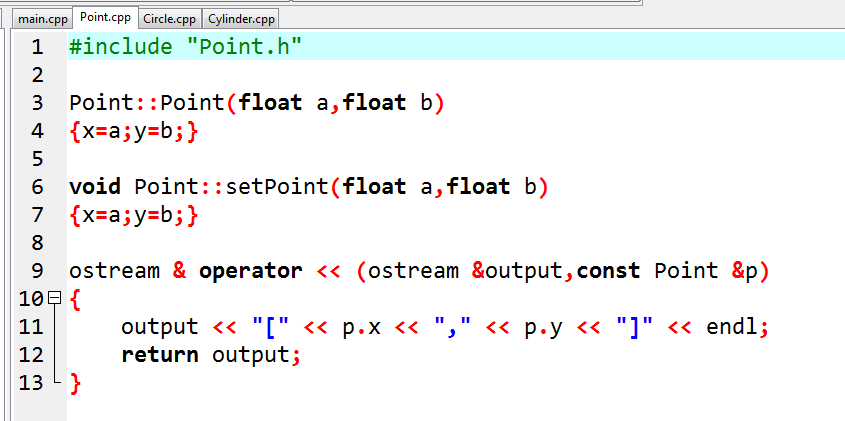 main.cpp Point.cpp Circle.cpp Cylinder.cpp
1 #include "Point.h"
2
3 Point::Point(float a,float b)
4 {x=a;y=b;}
5
6 void Point::setPoint(float a,float b)
7 {x=a;y=b;}
8
9 ostream & operator << (ostream &output,const Point &p)
10 {
11 output << "[" << p.x << "," << p.y << "]" << endl;
12 return output;
13 }